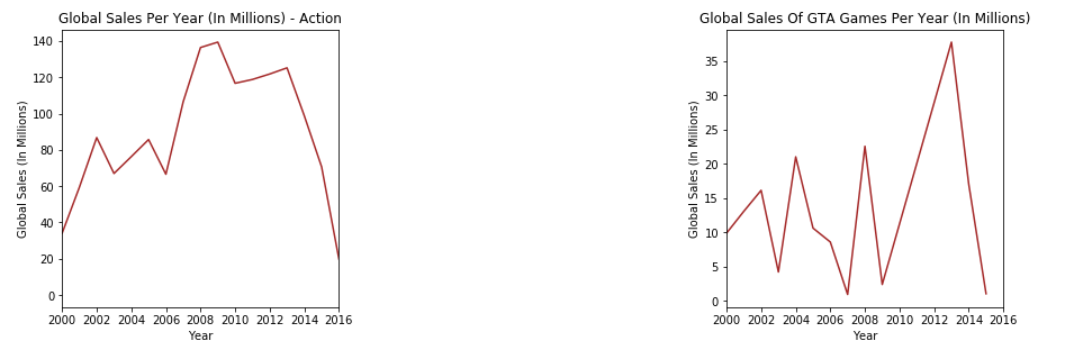 Global Sales Per Year (In Millions) - Action
140
120
100
80
60
40
20
0
Global Sales (In Millions)
2000 2002 2004 2006 2008 2010 2012 2014 2016
Year
Global Sales Of GTA Games Per Year (In Millions)
35
30
25
20
15
10
5
0
Global Sales (In Millions)
2000 2002 2004 2006 2008 2010 2012 2014 2016
Year